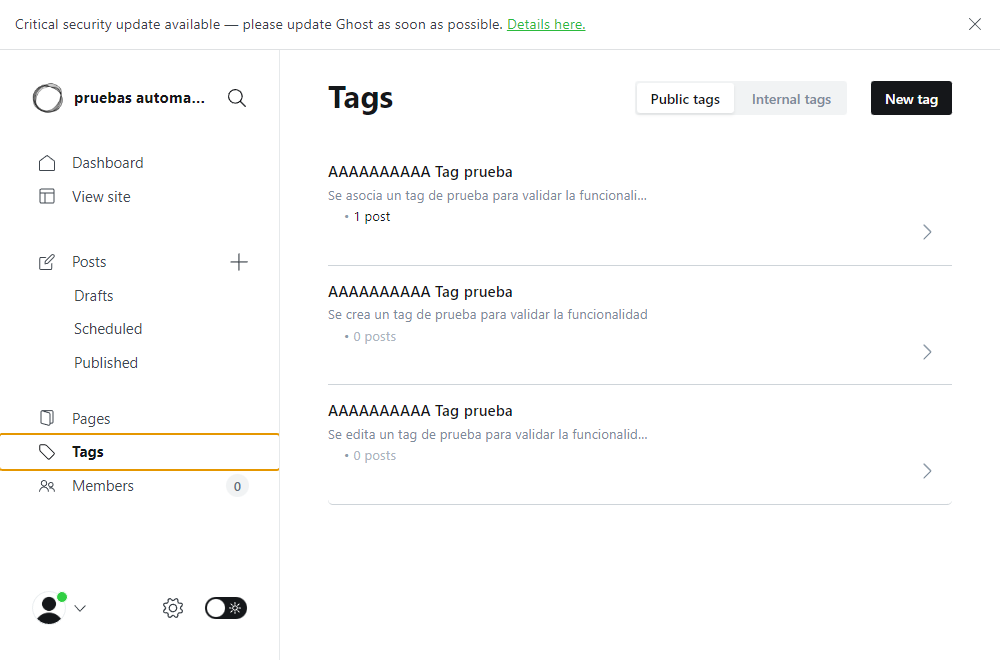 Critical security update available — please update Ghost as soon as possible. Details here.
pruebas automa...
Dashboard
View site
Posts
Drafts
Scheduled
Published
Pages
Tags
Members 0
Tags
Public tags Internal tags New tag
AAAAAAAAAA Tag prueba
Se asocia un tag de prueba para validar la funcionali...
• 1 post
AAAAAAAAAA Tag prueba
Se crea un tag de prueba para validar la funcionalidad
• 0 posts
AAAAAAAAAA Tag prueba
Se edita un tag de prueba para validar la funcionalid...
• 0 posts